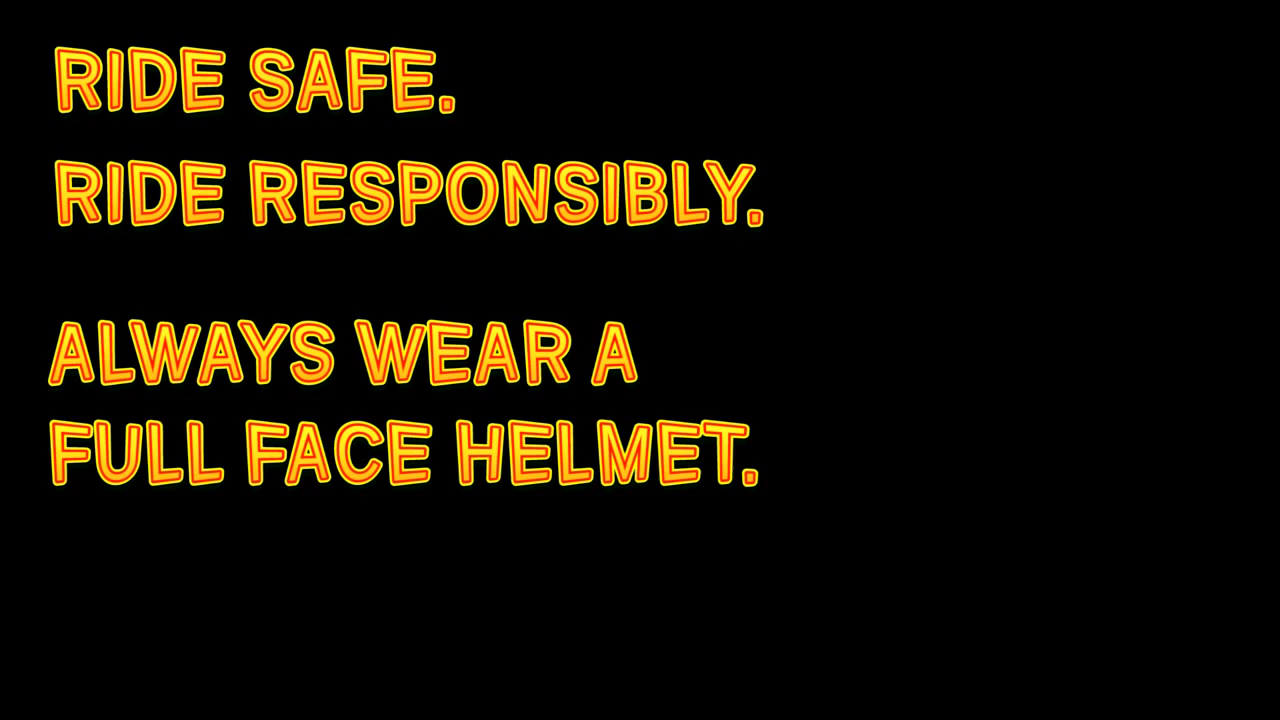 RIDE SAFE.
RIDE RESPONSIBLY.
ALWAYS WEAR A
FULL FACE HELMET.